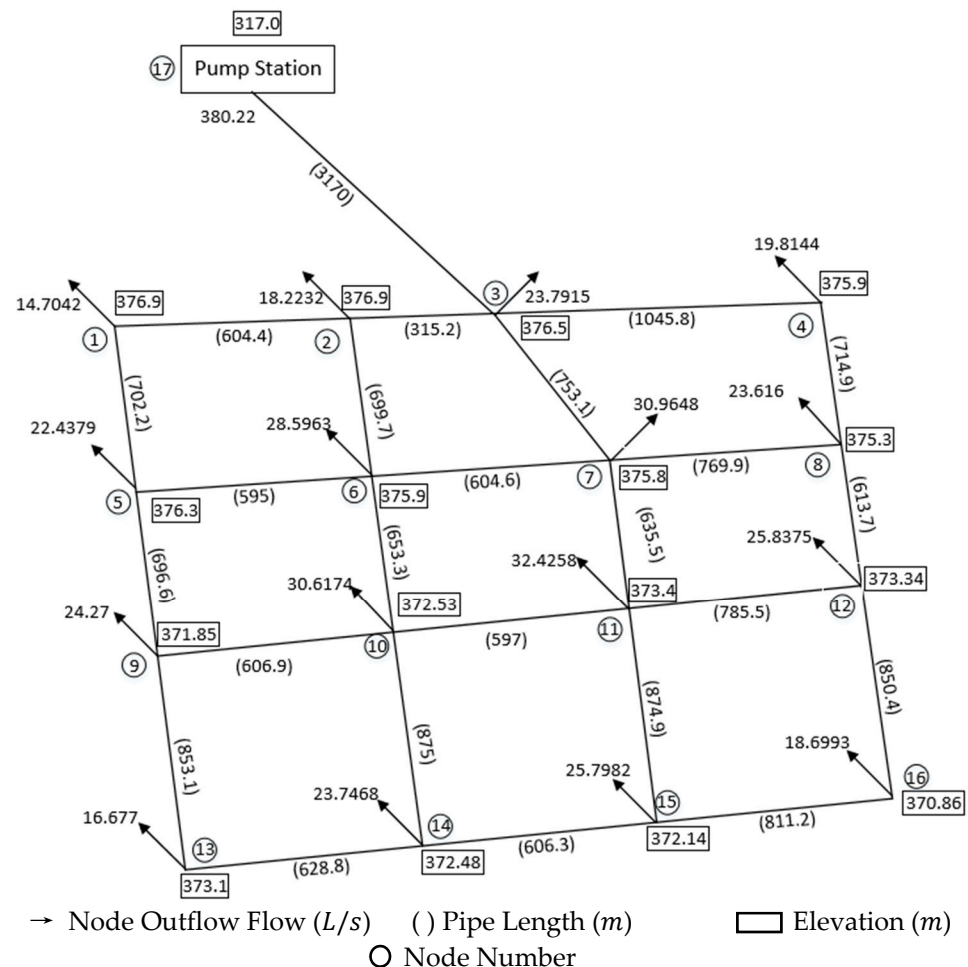 317.0
17 Pump Station
380.22
(3170)
19.8144
14.7042 376.9 18.2232 376.9 3 23.7915 375.9
1 (604.4) 2 (315.2) 376.5 (1045.8) 4
(702.2) (699.7) (753.1) (714.9)
22.4379 28.5963 30.9648 23.616
5 (595) 6 (604.6) 7 (769.9) 8 375.3
376.3 375.9 375.8
(696.6) (653.3) (635.5) (613.7)
24.27 30.6174 32.4258 25.8375
371.85 372.53 373.4 373.34
9 (606.9) 10 (597) 11 (785.5) 12
(853.1) (875) (874.9) (850.4)
16.677 23.7468 25.7982 18.6993
13 14 15 16
373.1 (628.8) 372.48 (606.3) 372.14 (811.2) 370.86
→ Node Outflow Flow (L/s) ( ) Pipe Length (m) Elevation (m)
Node Number